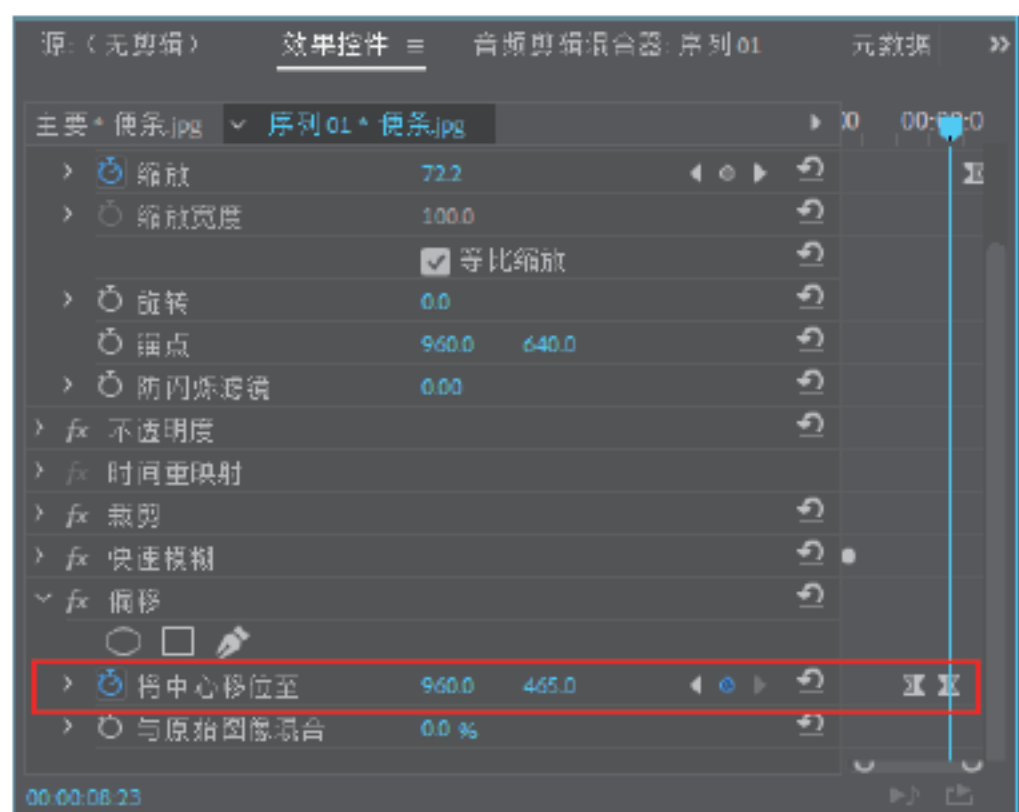 源:（无剪辑） 效果控件 音频剪辑混合器: 序列 01 元数据
主要 * 便条.jpg 序列 01 * 便条.jpg
缩放 72.2
缩放宽度 100.0
等比缩放
旋转 0.0
锚点 960.0 640.0
防闪烁滤镜 0.00
fx 不透明度
fx 时间重映射
fx 裁剪
fx 快速模糊
fx 偏移
将中心移位至 960.0 465.0
与原始图像混合 0.0 %
00:00:08:23